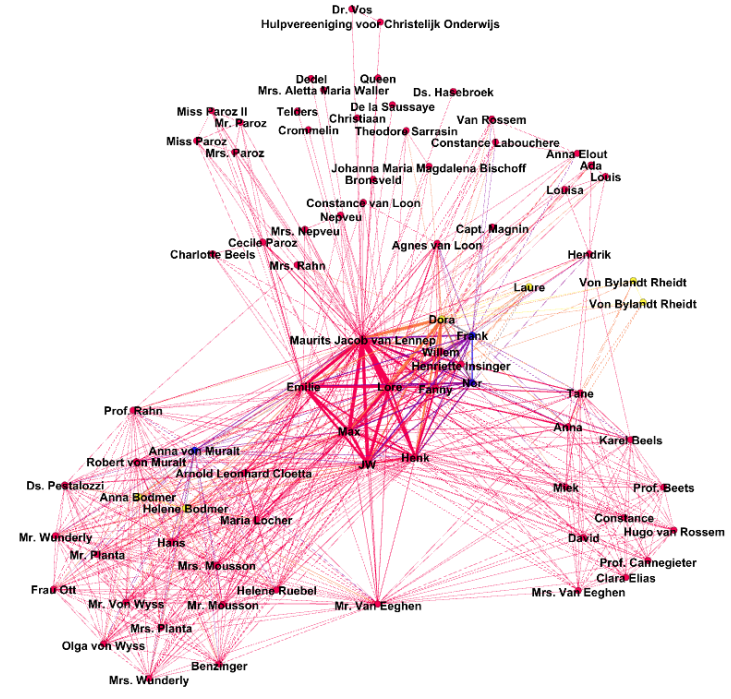 Dr. Vos
Hulpvereeniging voor Christelijk Onderwijs
Dedel
Queen
Mrs. Aletta Maria Waller
Ds. Hasebroek
Miss Paroz II
Telders
De la Saussaye
Mr. Paroz
Christiaan
Van Rossem
Crommelin
Theodore Sarrasin
Miss Paroz
Constance Labouchere
Mrs. Paroz
Anna Elout
Ada
Johanna Maria Magdalena Bischoff
Louis
Bronsveld
Louisa
Constance van Loon
Nepveu
Mrs. Nepveu
Capt. Magnin
Cecile Paroz
Agnes van Loon
Charlotte Beels
Hendrik
Mrs. Rahn
Laure
Von Bylandt Rheidt
Von Bylandt Rheidt
Dora
Frank
Maurits Jacob van Lennep
Willem
Henriette Insinger
Emilie
Lore
Fanny
Nor
Tane
Prof. Rahn
Max
Anna
Karel Beels
Anna von Muralt
Robert von Muralt
JW
Henk
Arnold Leonhard Cloetta
Ds. Pestalozzi
Miek
Prof. Beets
Anna Bodmer
Helene Bodmer
Maria Locher
Constance
Hugo van Rossem
Mr. Wunderly
Hans
David
Mr. Planta
Mrs. Mousson
Prof. Cannegieter
Clara Elias
Frau Ott
Helene Ruebel
Mrs. Van Eeghen
Mr. Von Wyss
Mr. Mousson
Mr. Van Eeghen
Mrs. Planta
Olga von Wyss
Benzinger
Mrs. Wunderly